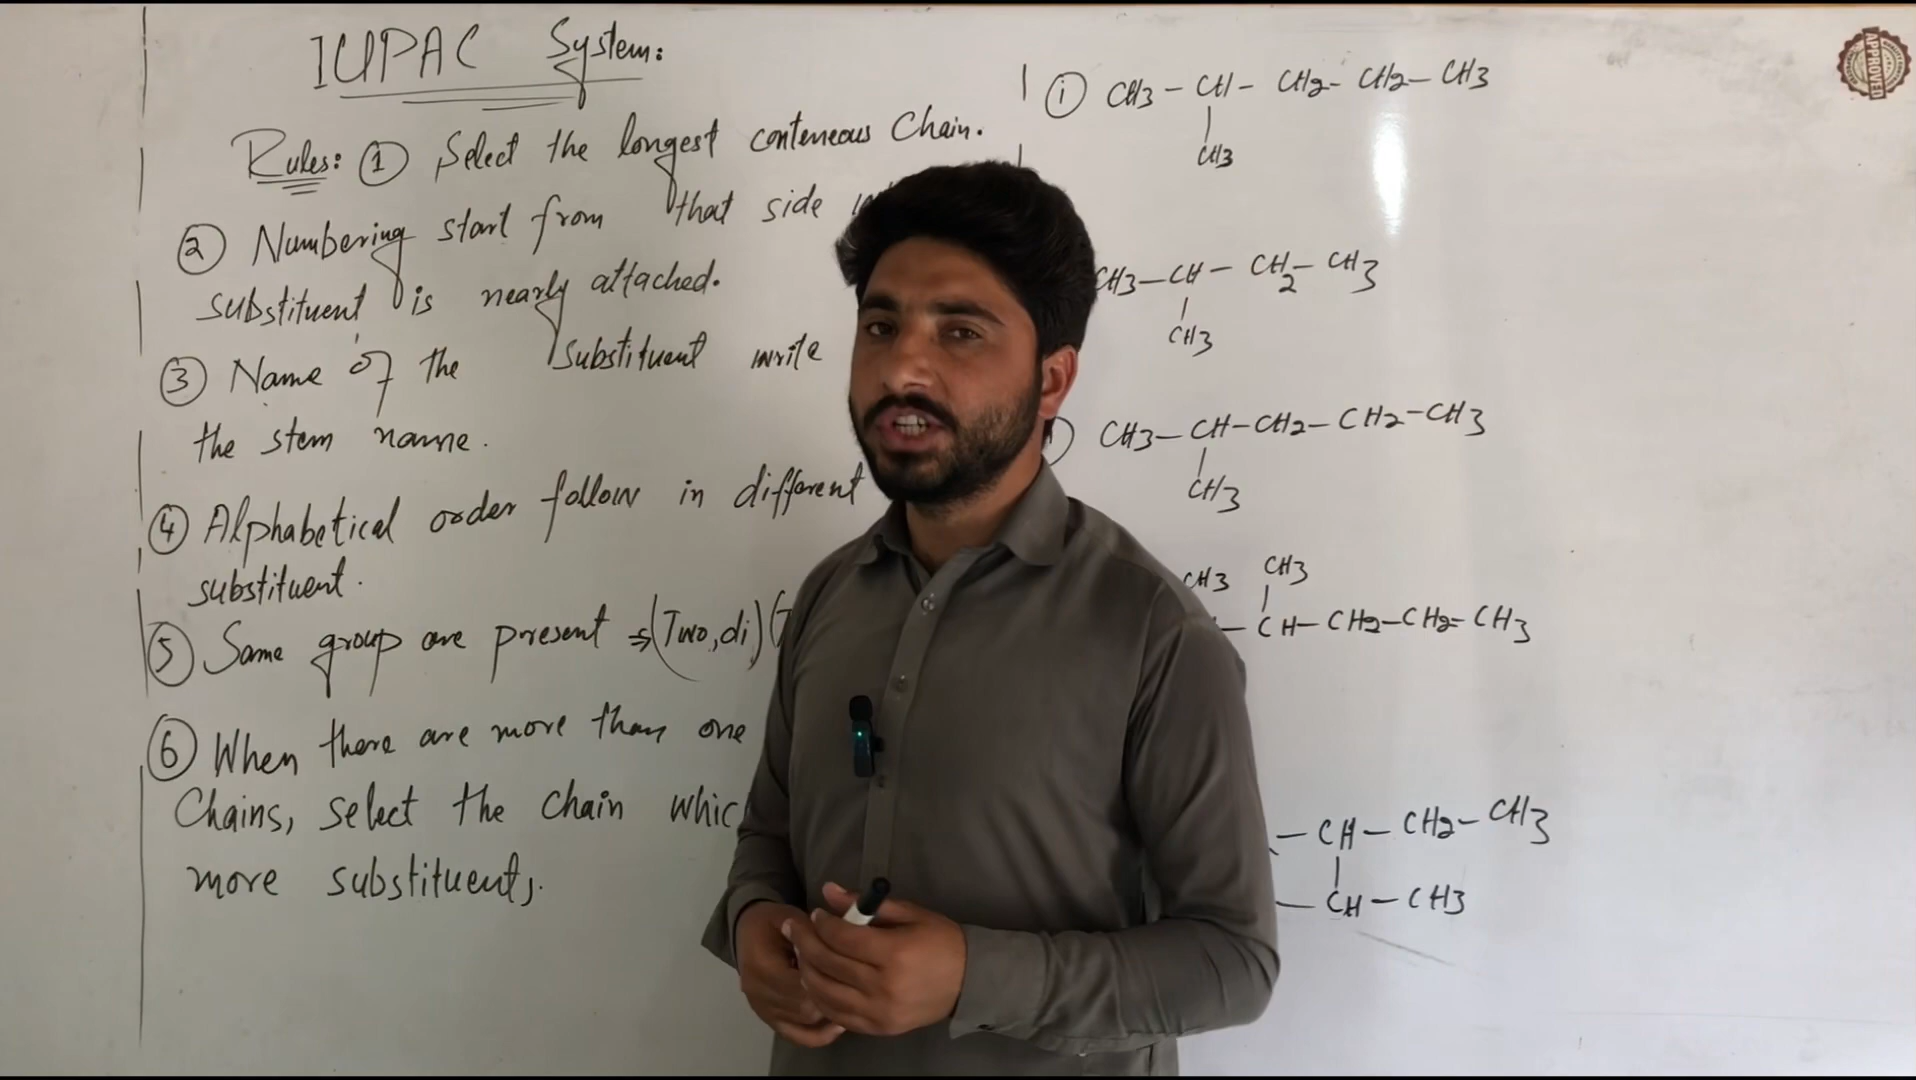 IUPAC System:
Rules: ① Select the longest conteneous Chain.
② Numbering start from that side
substituent is nearly attached.
③ Name of the substituent write
the stem name.
④ Alphabetical order follow in different
substituent.
⑤ Same group are present ⇒ (Two, di) (
⑥ When there are more than one
Chains, select the chain whic
more substituents.
① CH3 - CH - CH2 - CH2 - CH3
|
CH3
CH3 - CH - CH2 - CH3
|
CH3
CH3 - CH - CH2 - CH2 - CH3
|
CH3
CH3 CH3
|
- CH - CH2 - CH2 - CH3
- CH - CH2 - CH3
|
- CH - CH3
APPROVED